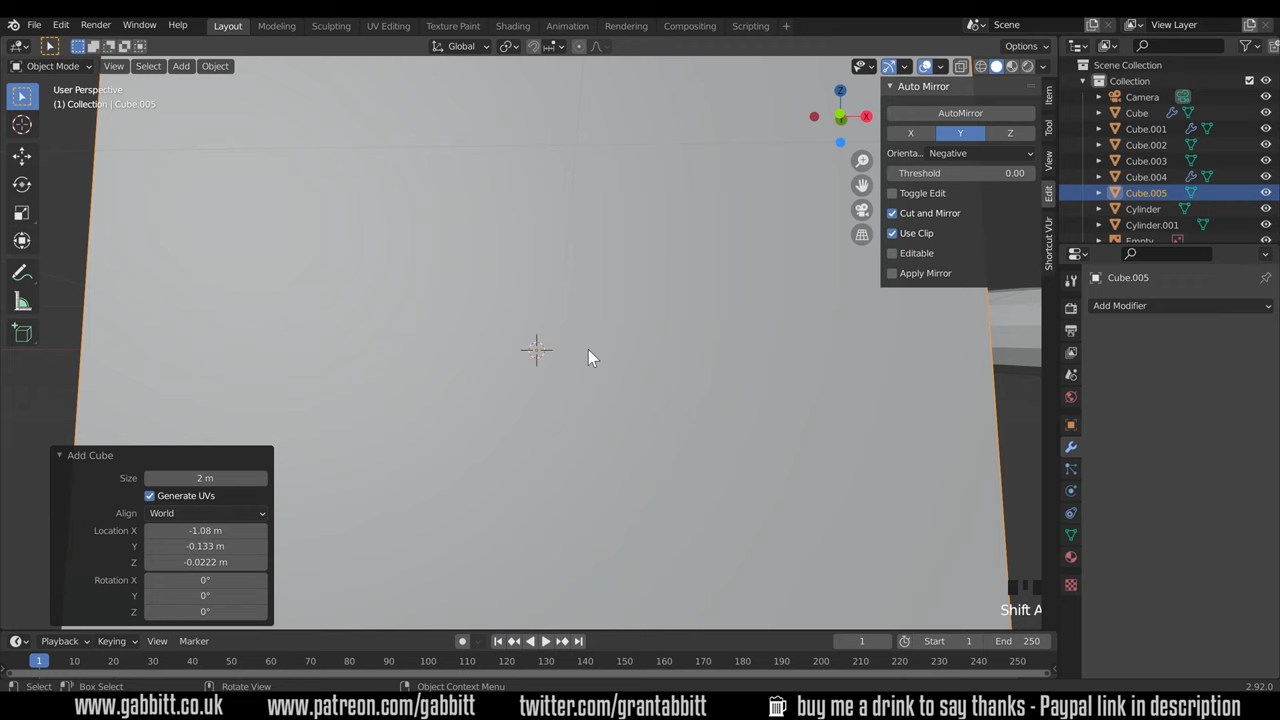 File Edit Render Window Help Layout Modeling Sculpting UV Editing Texture Paint Shading Animation Rendering Compositing Scripting + Scene View Layer
Global Options
Object Mode View Select Add Object
User Perspective
(1) Collection | Cube.005
Z
X
Y
Auto Mirror
AutoMirror
X Y Z
Orienta... Negative
Threshold 0.00
Toggle Edit
Cut and Mirror
Use Clip
Editable
Apply Mirror
Item
Tool
View
Edit
Shortcut VUr
Scene Collection
Collection
Camera
Cube
Cube.001
Cube.002
Cube.003
Cube.004
Cube.005
Cylinder
Cylinder.001
Empty
Cube.005
Add Modifier
Add Cube
Size 2 m
Generate UVs
Align World
Location X -1.08 m
Y -0.133 m
Z -0.0222 m
Rotation X 0°
Y 0°
Z 0°
Shift A
Playback Keying View Marker 1 Start 1 End 250
1 10 20 30 40 50 60 70 80 90 100 110 120 130 140 150 160 170 180 190 200 210 220 230 240 250
Select Box Select Rotate View Object Context Menu 2.92.0
www.gabbitt.co.uk www.patreon.com/gabbitt twitter.com/grantabbitt buy me a drink to say thanks - Paypal link in description